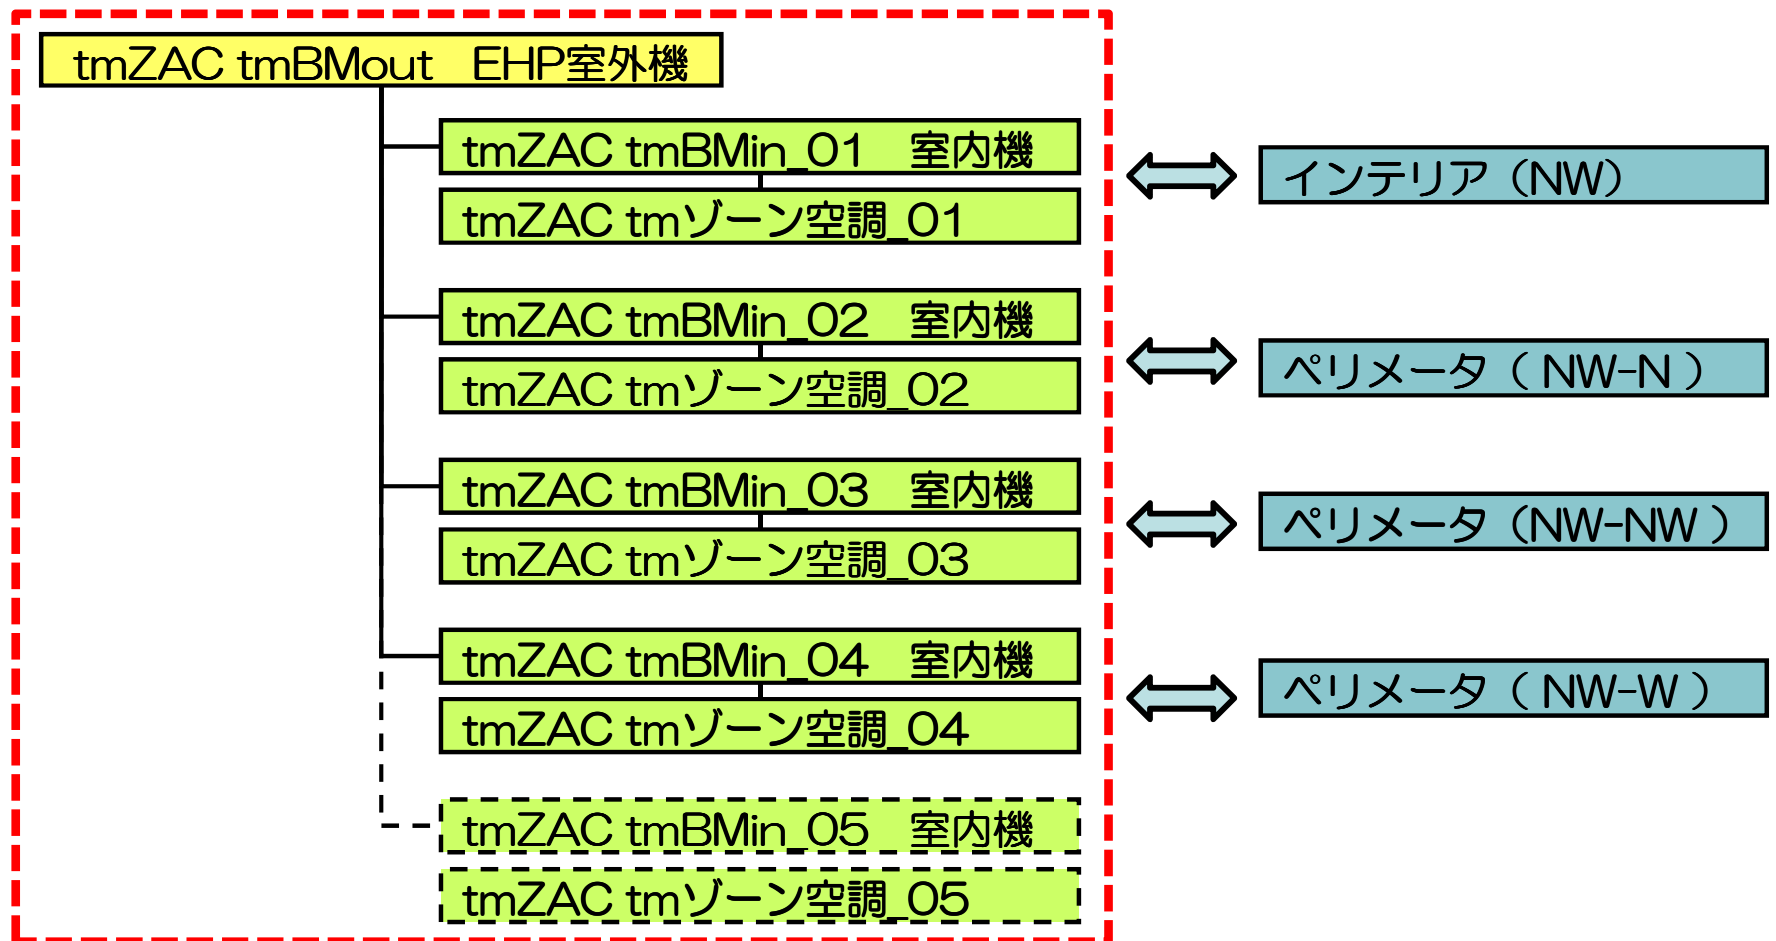 tmZAC tmBMout　EHP室外機
tmZAC tmBMin_01　室内機
tmZAC tmゾーン空調_01
インテリア（NW）
tmZAC tmBMin_02　室内機
tmZAC tmゾーン空調_02
ペリメータ（ NW-N ）
tmZAC tmBMin_03　室内機
tmZAC tmゾーン空調_03
ペリメータ（NW-NW ）
tmZAC tmBMin_04　室内機
tmZAC tmゾーン空調_04
ペリメータ（ NW-W ）
tmZAC tmBMin_05　室内機
tmZAC tmゾーン空調_05